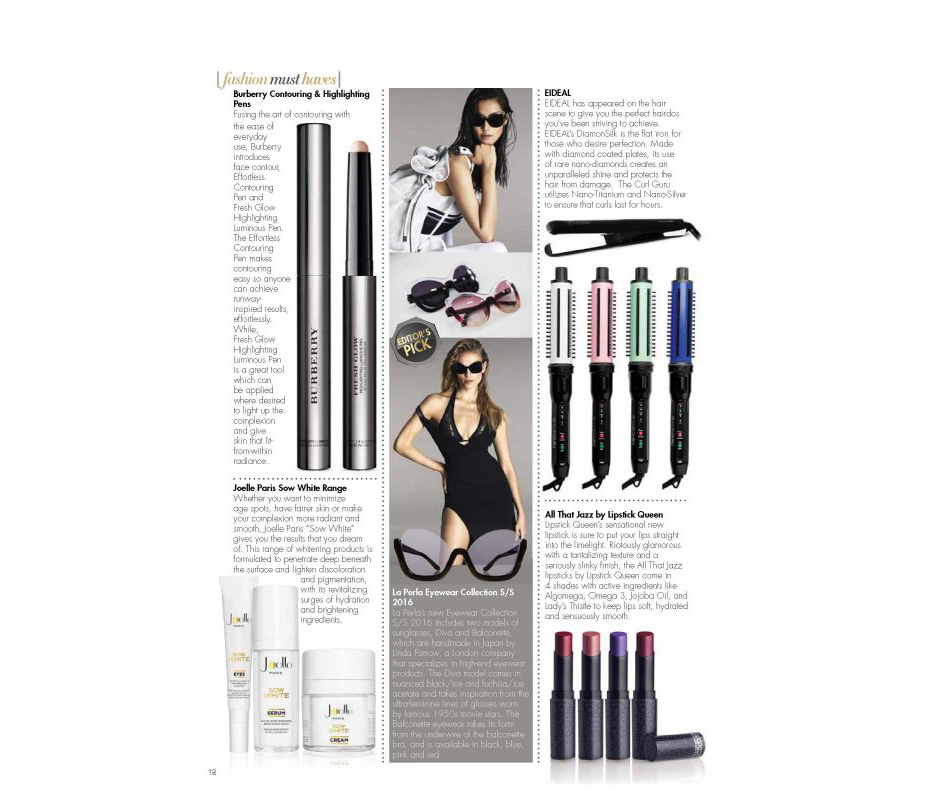 fashion must haves
Burberry Contouring & Highlighting
Pens
Fusing the art of contouring with
the ease of
everyday
use, Burberry
introduces
face contour,
Effortless
Contouring
Pen and
Fresh Glow
Highlighting
Luminous Pen.
The Effortless
Contouring
Pen makes
contouring
easy so anyone
can achieve
runway-
inspired results,
effortlessly.
While,
Fresh Glow
Highlighting
Luminous Pen
is a great tool
which can
be applied
where desired
to light up the
complexion
and give
skin that lit-
from-within
radiance.
BURBERRY
FRESH GLOW
Joelle Paris Sow White Range
Whether you want to minimize
age spots, have fairer skin or make
your complexion more radiant and
smooth, Joelle Paris "Sow White"
gives you the results that you dream
of. This range of whitening products is
formulated to penetrate deep beneath
the surface and lighten discoloration
and pigmentation,
with its revitalizing
surges of hydration
and brightening
ingredients.
Joelle
PARIS
SOW
WHITE
EYES
Joelle
PARIS
SOW
WHITE
SERUM
Joelle
PARIS
SOW
WHITE
CREAM
EDITOR'S
PICK
La Perla Eyewear Collection S/S
2016
La Perla's new Eyewear Collection
S/S 2016 includes two models of
sunglasses, Diva and Balconette,
which are handmade in Japan by
Linda Farrow, a London company
that specializes in high-end eyewear
products. The Diva model comes in
nuanced black/ice and fuchsia/ice
acetate and takes inspiration from the
ultra-feminine lines of glasses worn
by famous 1950s movie stars. The
Balconette eyewear takes its form
from the underwire of the balconette
bra, and is available in black, blue,
pink and red.
EIDEAL
EIDEAL has appeared on the hair
scene to give you the perfect hairdos
you've been striving to achieve.
EIDEAL's DiamonSilk is the flat iron for
those who desire perfection. Made
with diamond coated plates, its use
of rare nano-diamonds creates an
unparalleled shine and protects the
hair from damage. The Curl Guru
utilizes Nano-Titanium and Nano-Silver
to ensure that curls last for hours.
All That Jazz by Lipstick Queen
Lipstick Queen's sensational new
lipstick is sure to put your lips straight
into the limelight. Riotously glamorous
with a tantalizing texture and a
seriously slinky finish, the All That Jazz
lipsticks by Lipstick Queen come in
4 shades with active ingredients like
Algomega, Omega 3, Jojoba Oil, and
Lady's Thistle to keep lips soft, hydrated
and sensuously smooth.
18